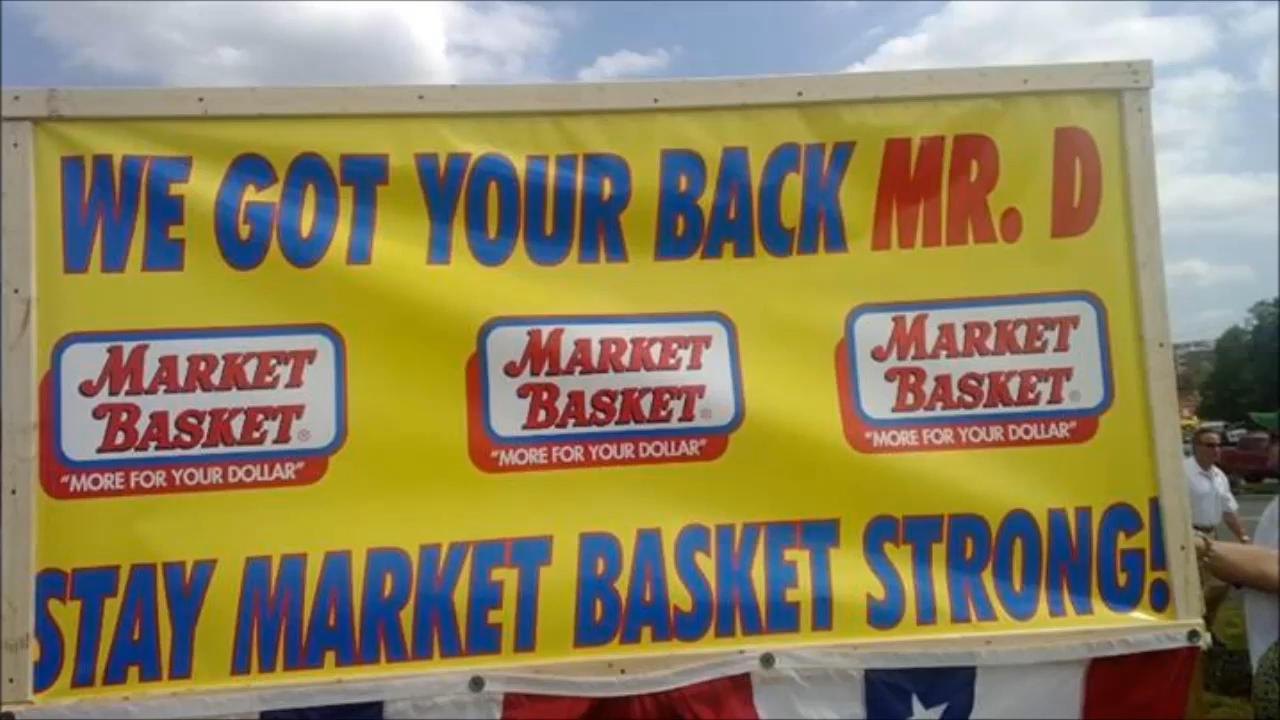 WE GOT YOUR BACK MR. D
MARKET
BASKET®
"MORE FOR YOUR DOLLAR"
MARKET
BASKET®
"MORE FOR YOUR DOLLAR"
MARKET
BASKET®
"MORE FOR YOUR DOLLAR"
STAY MARKET BASKET STRONG!